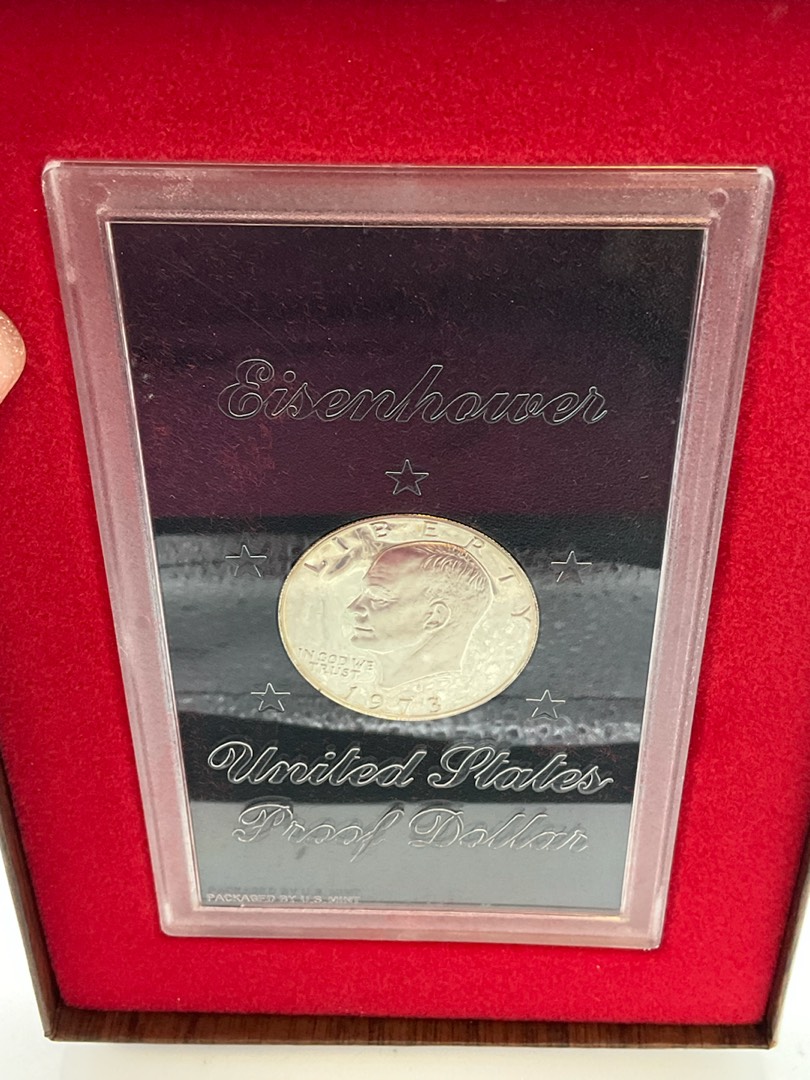 Eisenhower
LIBERTY
IN GOD WE
TRUST
1973
United States
Proof Dollar
PACKAGED BY U.S. MINT